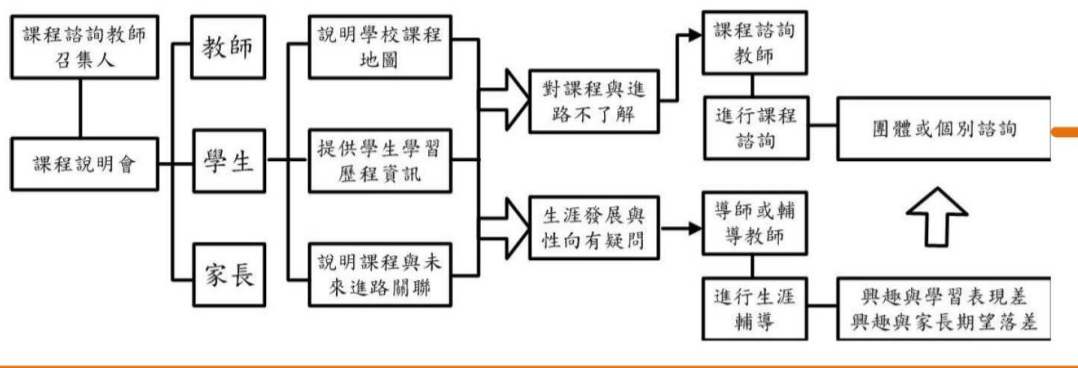 課程諮詢教師
召集人
課程說明會
教師
學生
家長
說明學校課程
地圖
提供學生學習
歷程資訊
說明課程與未
來進路關聯
對課程與進
路不了解
生涯發展與
性向有疑問
課程諮詢
教師
進行課程
諮詢
團體或個別諮詢
導師或輔
導教師
進行生涯
輔導
興趣與學習表現差
興趣與家長期望落差